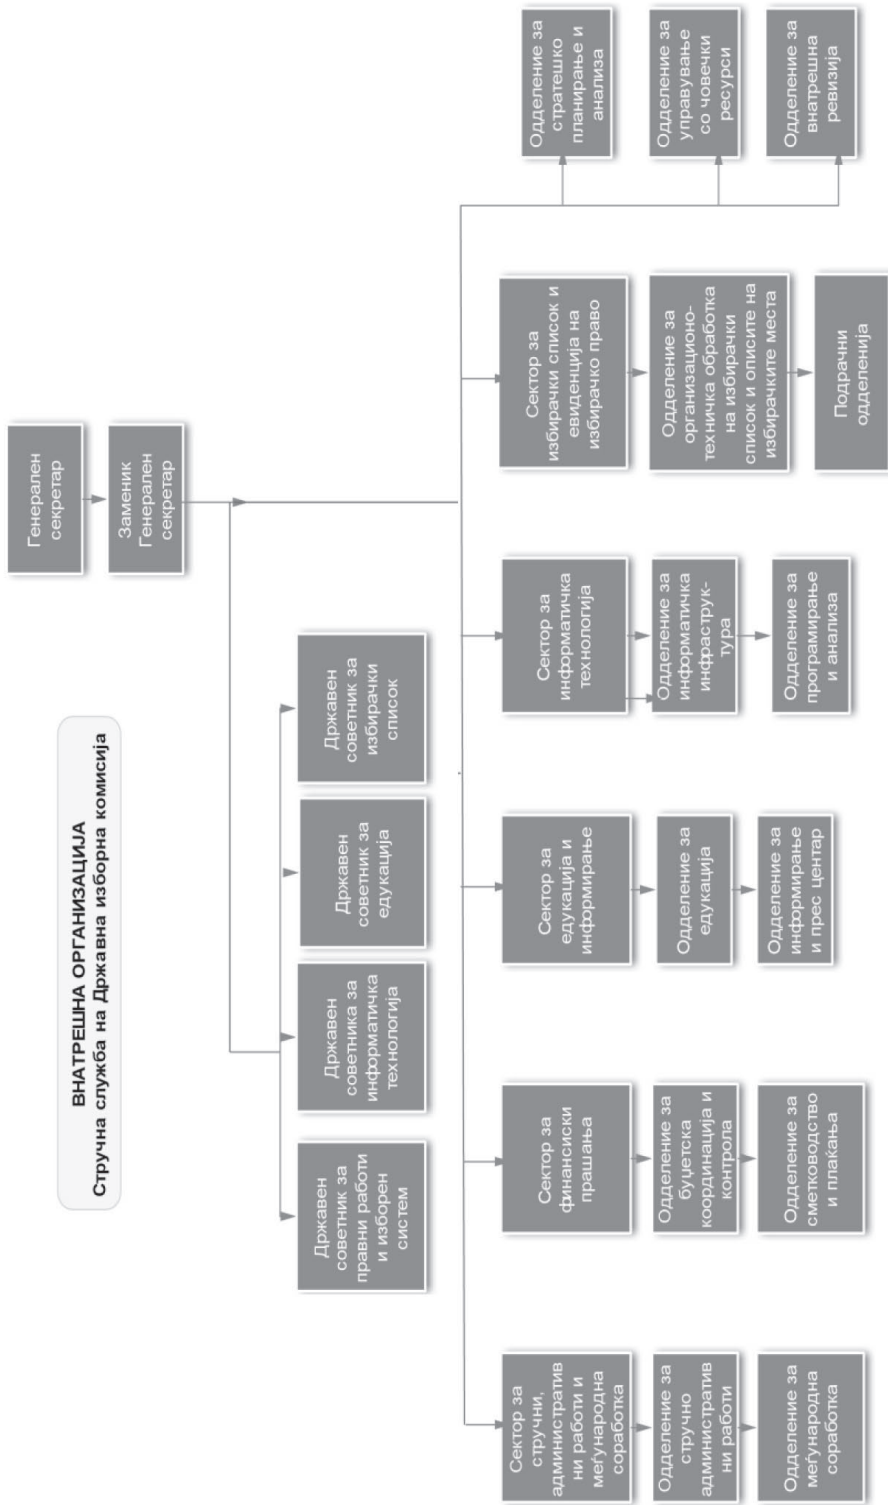 ВНАТРЕШНА ОРГАНИЗАЦИЈА
Стручна служба на Државна изборна комисија
Генерален
секретар
Заменик
Генерален
секретар
Државен
советник за
правни работи
и изборен
систем
Државен
советника за
информатичка
технологија
Државен
советник за
едукација
Државен
советник за
избирачки
список
Сектор за
стручни,
административ
ни работи и
меѓународна
соработка
Одделение за
стручно
административ
ни работи
Одделение за
меѓународна
соработка
Сектор за
финансиски
прашања
Одделение за
буџетска
координација и
контрола
Одделение за
сметководство
и плаќања
Сектор за
едукација и
информирање
Одделение за
едукација
Одделение за
информирање
и прес центар
Сектор за
информатичка
технологија
Одделение за
информатичка
инфраструк-
тура
Одделение за
програмирање
и анализа
Сектор за
избирачки список и
евиденција на
избирачко право
Одделение за
организационо-
техничка обработка
на избирачки
список и описите на
избирачките места
Подрачни
одделенија
Одделение за
стратешко
планирање и
анализа
Одделение за
управување
со човечки
ресурси
Одделение за
внатрешна
ревизија